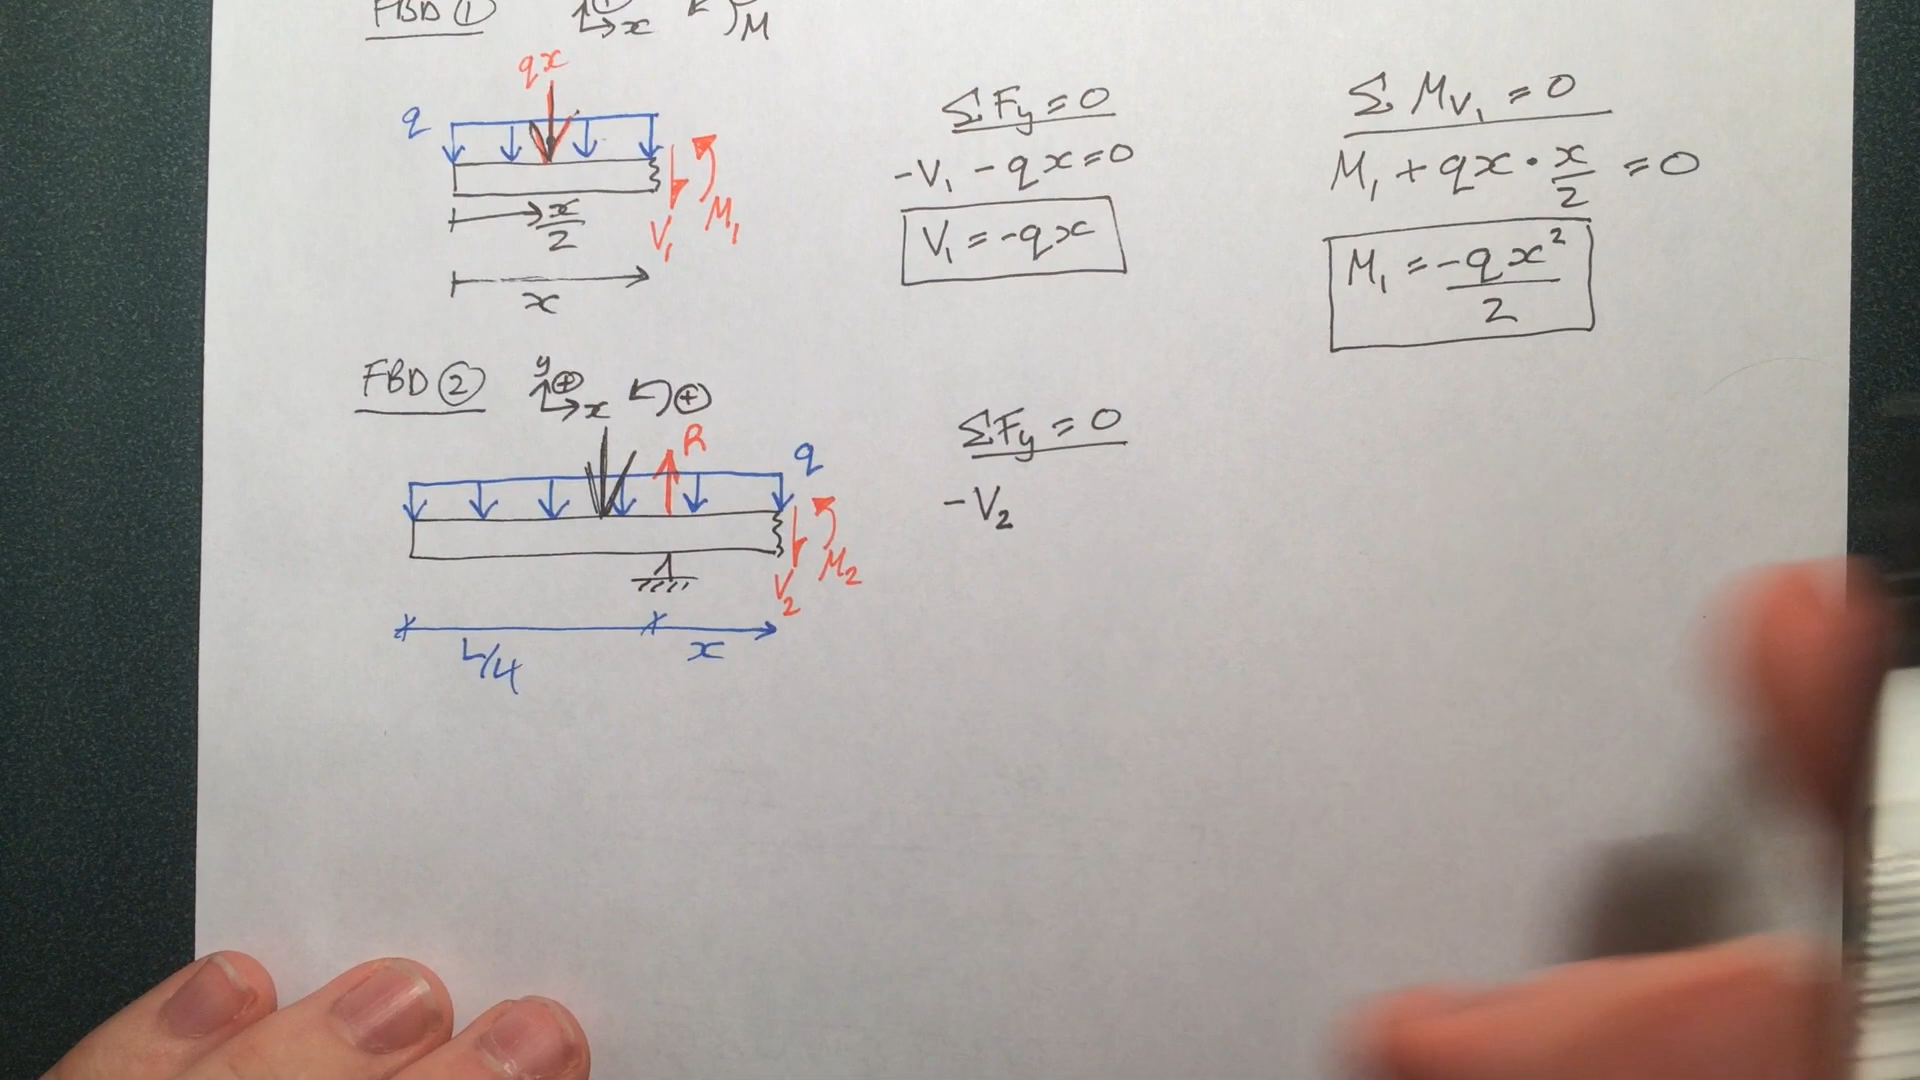 FBD ①
+
x
M
qx
q
x/2
V₁
M₁
x
ΣFy = 0
-V₁ - qx = 0
V₁ = -qx
Σ MV₁ = 0
M₁ + qx · x/2 = 0
M₁ = -qx²/2
FBD ②
y
+
x
+
R
q
V₂
M₂
L/4
x
ΣFy = 0
-V₂